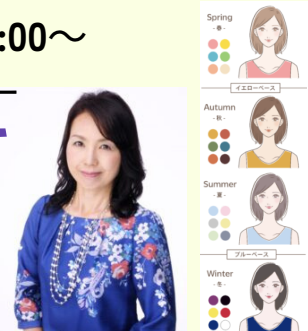 :00～
Spring
- 春 -
イエローベース
Autumn
- 秋 -
Summer
- 夏 -
ブルーベース
Winter
- 冬 -